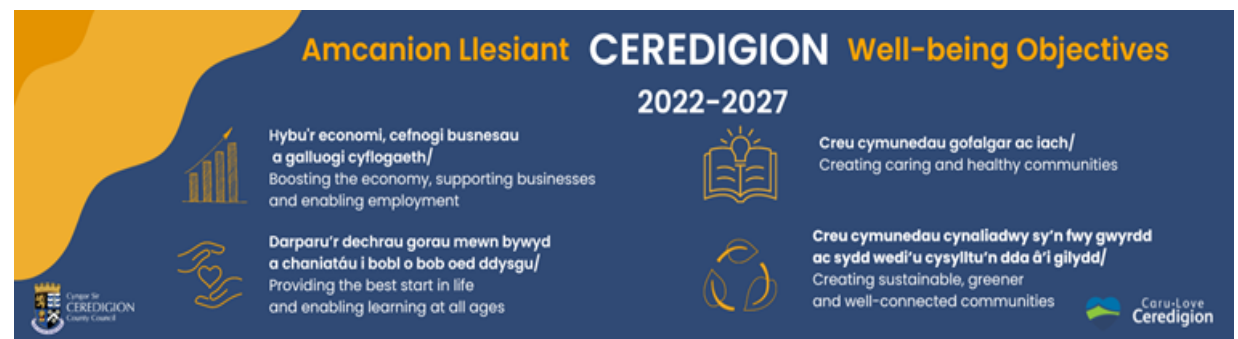 Amcanion Llesiant CEREDIGION Well-being Objectives
2022-2027
Hybu'r economi, cefnogi busnesau
a galluogi cyflogaeth/
Boosting the economy, supporting businesses
and enabling employment
Creu cymunedau gofalgar ac iach/
Creating caring and healthy communities
Darparu'r dechrau gorau mewn bywyd
a chaniatáu i bobl o bob oed ddysgu/
Providing the best start in life
and enabling learning at all ages
Creu cymunedau cynaliadwy sy'n fwy gwyrdd
ac sydd wedi'u cysylltu'n dda â'i gilydd/
Creating sustainable, greener
and well-connected communities
Cyngor Sir
CEREDIGION
County Council
Caru-Love
Ceredigion